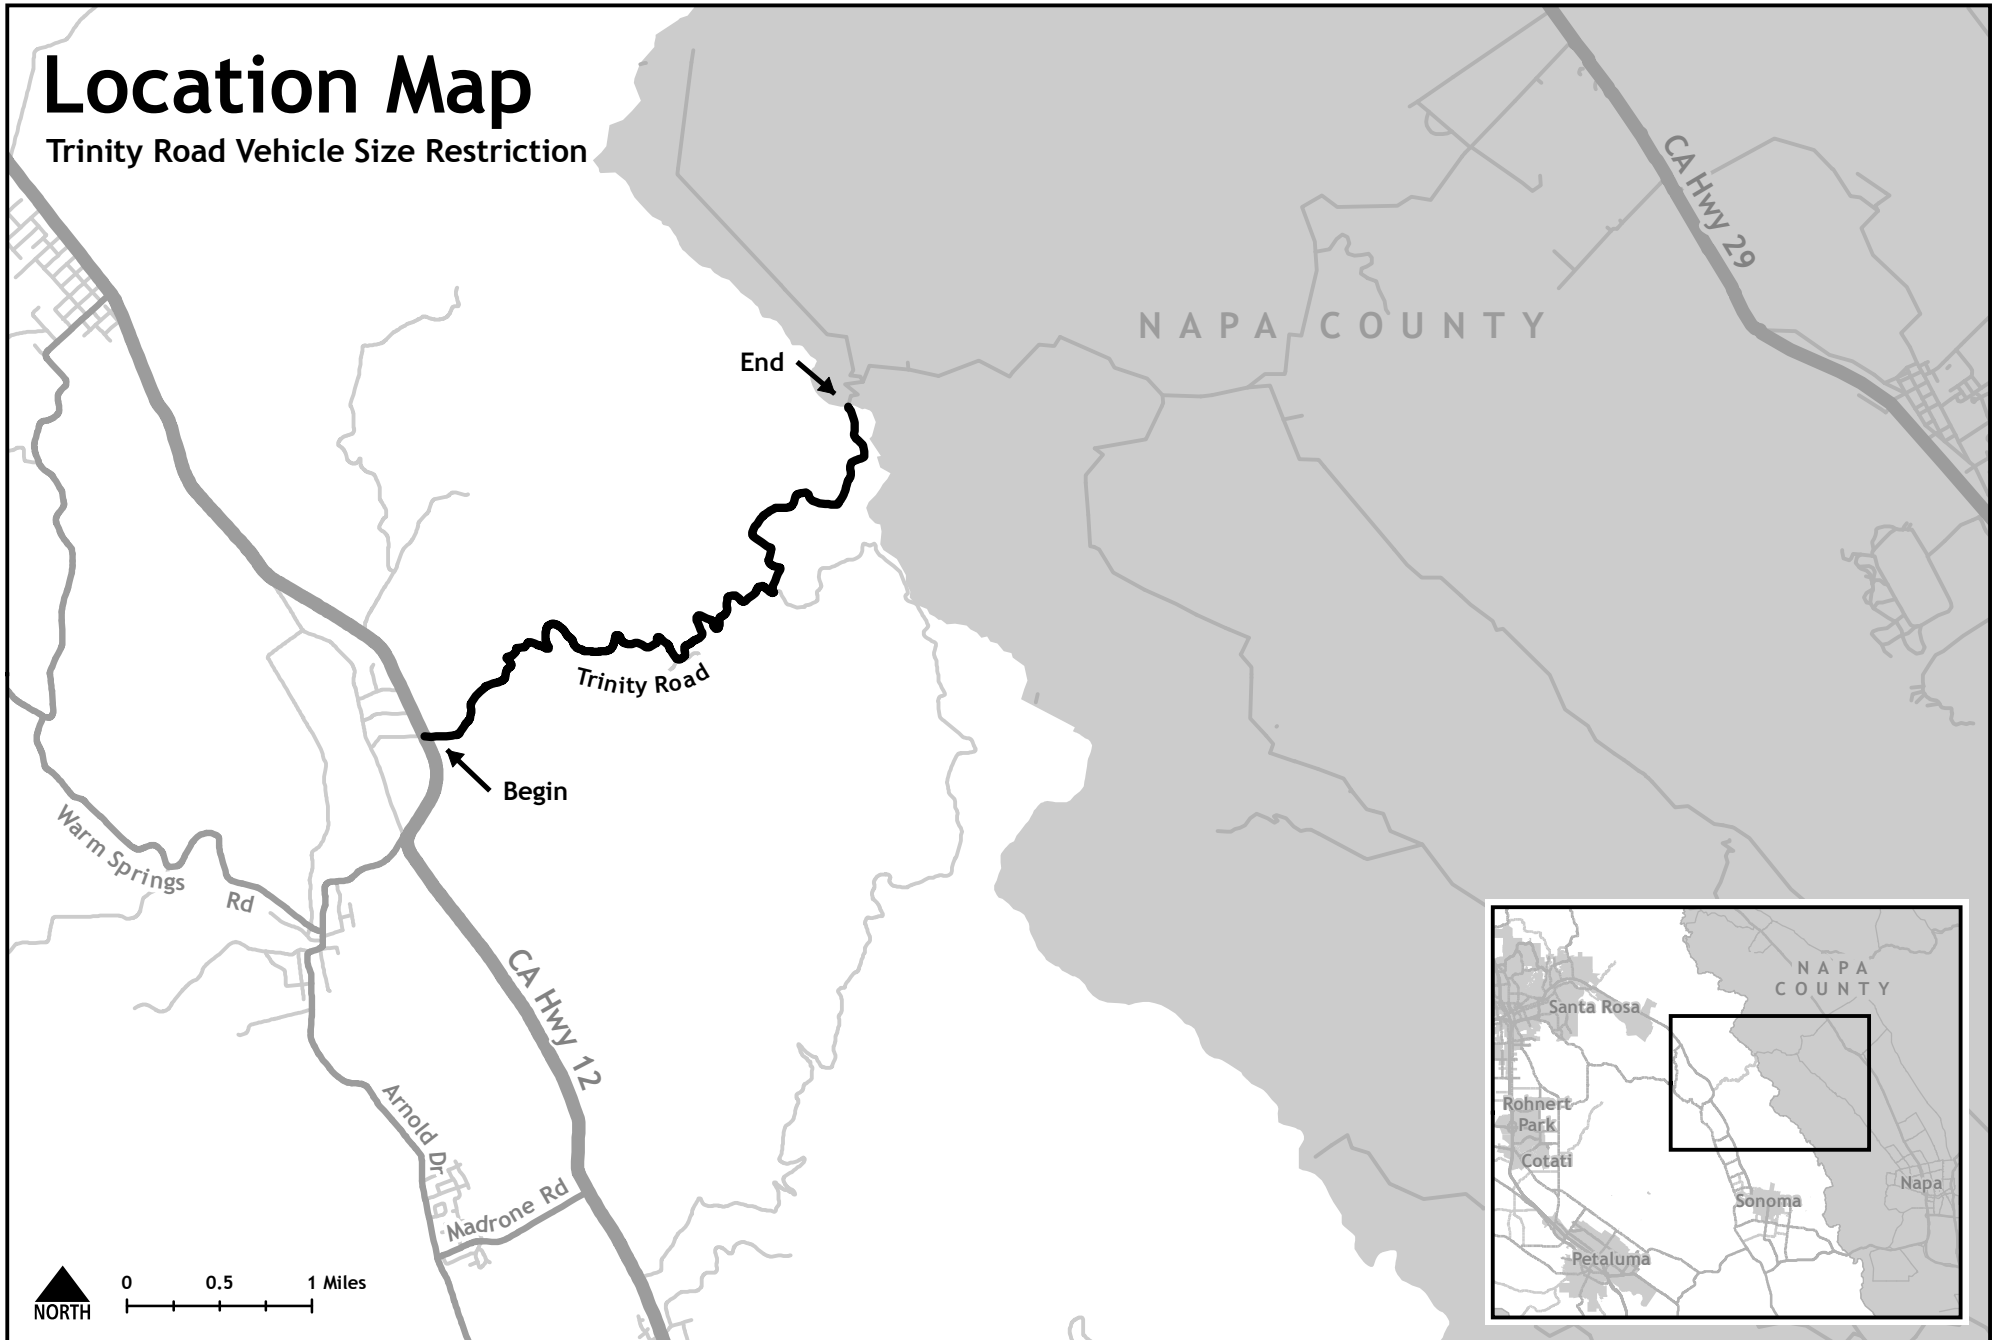 Location Map
Trinity Road Vehicle Size Restriction
CA Hwy 29
NAPA COUNTY
End
Trinity Road
Begin
Warm Springs Rd
CA Hwy 12
Arnold Dr
Madrone Rd
NORTH
0 0.5 1 Miles
NAPA
COUNTY
Santa Rosa
Rohnert
Park
Cotati
Napa
Sonoma
Petaluma